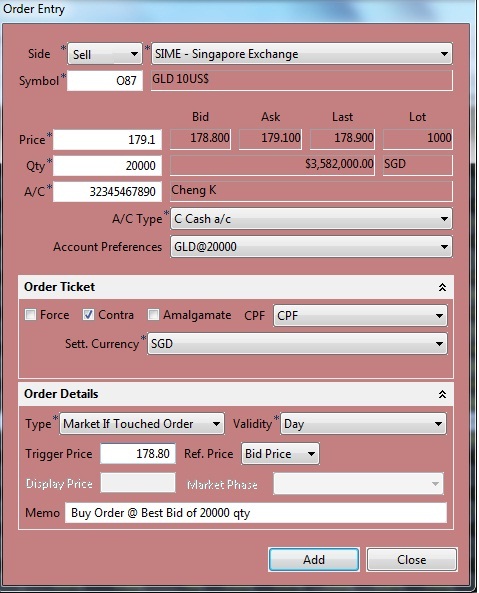 Order Entry
Side * Sell * SIME - Singapore Exchange
Symbol * O87 GLD 10US$
Bid Ask Last Lot
Price * 179.1 178.800 179.100 178.900 1000
Qty * 20000 $3,582,000.00 SGD
A/C * 32345467890 Cheng K
A/C Type * C Cash a/c
Account Preferences GLD@20000
Order Ticket
Force Contra Amalgamate CPF CPF
Sett. Currency * SGD
Order Details
Type * Market If Touched Order Validity * Day
Trigger Price 178.80 Ref. Price Bid Price
Display Price Market Phase
Memo Buy Order @ Best Bid of 20000 qty
Add Close